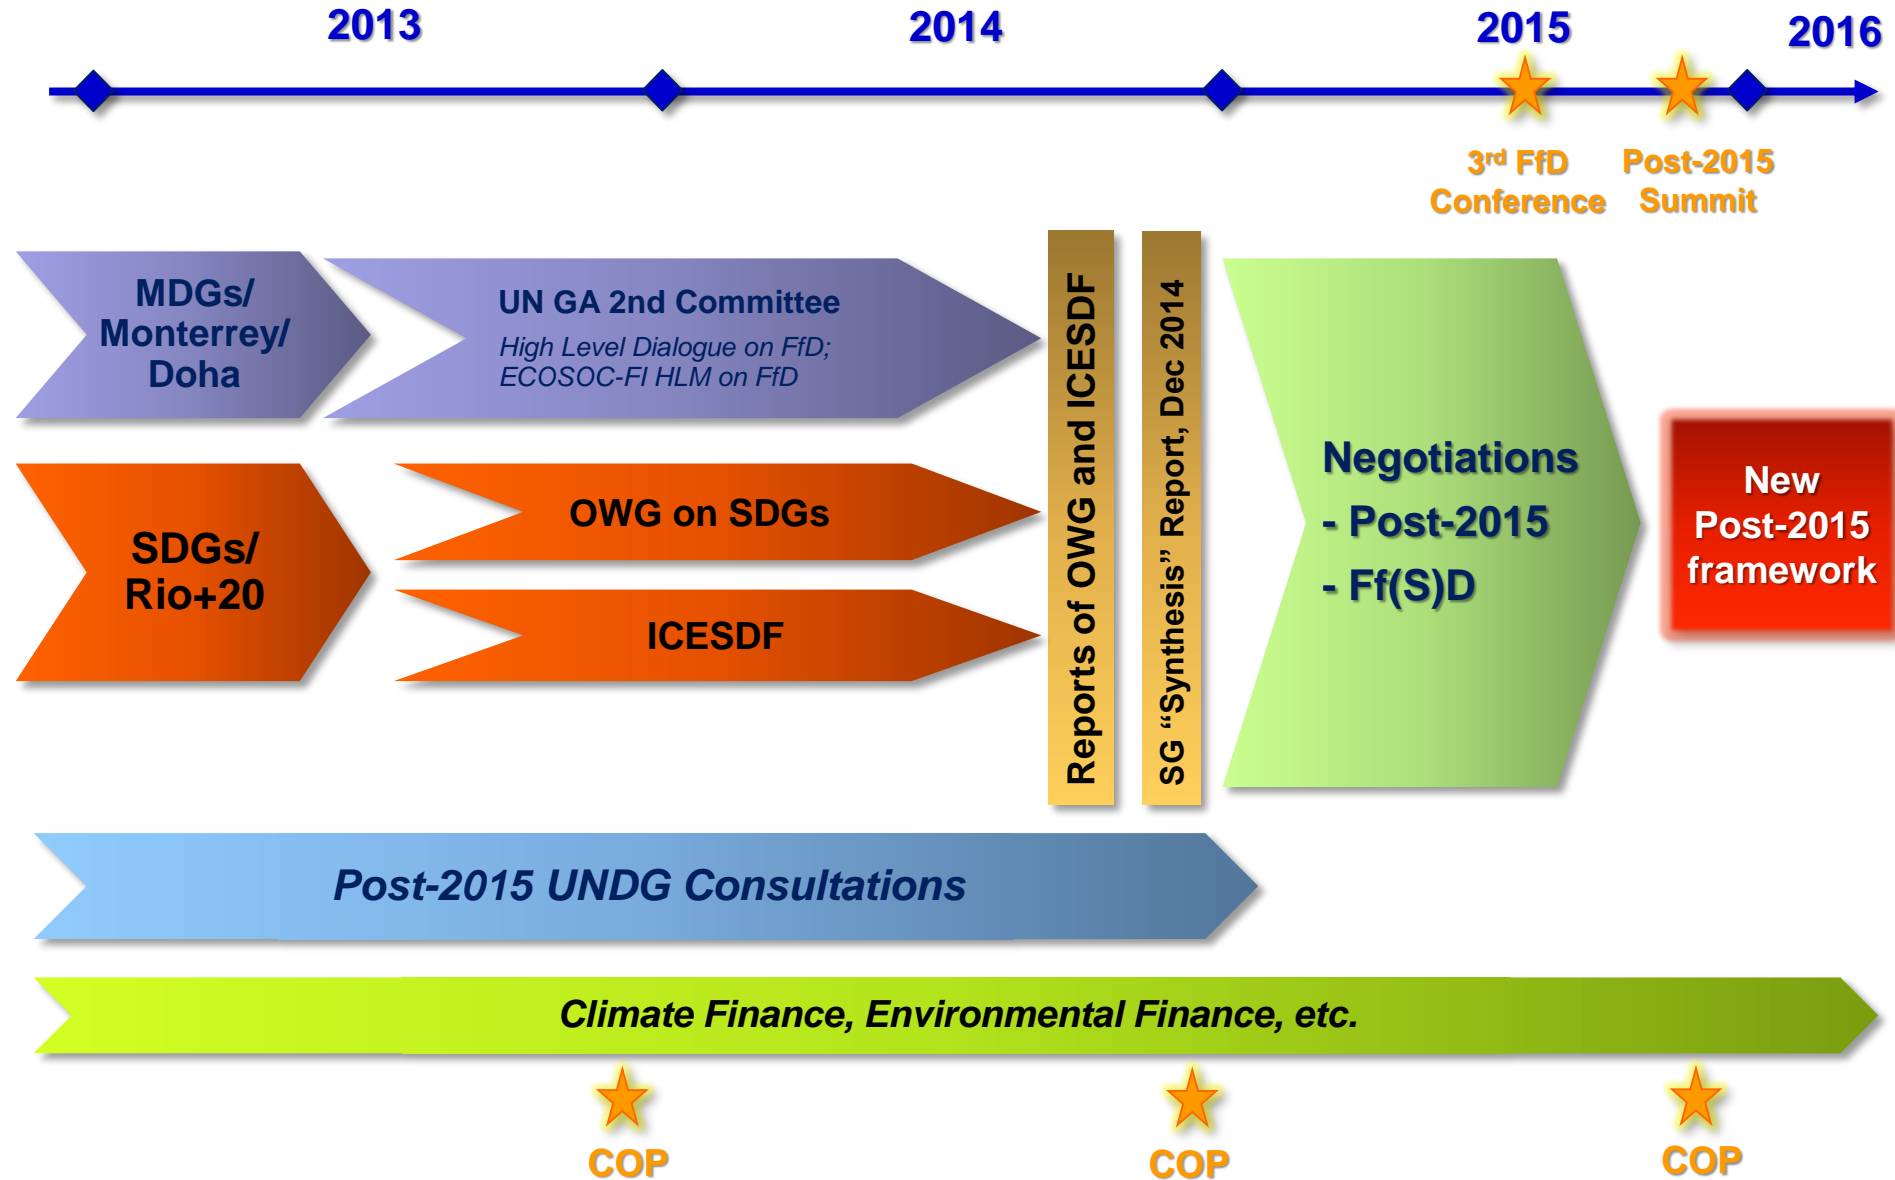 2013
2014
2015
2016
3rd FfD
Conference
Post-2015
Summit
MDGs/
Monterrey/
Doha
UN GA 2nd Committee
High Level Dialogue on FfD;
ECOSOC-FI HLM on FfD
SDGs/
Rio+20
OWG on SDGs
ICESDF
Reports of OWG and ICESDF
SG “Synthesis” Report, Dec 2014
Negotiations
- Post-2015
- Ff(S)D
New
Post-2015
framework
Post-2015 UNDG Consultations
Climate Finance, Environmental Finance, etc.
COP
COP
COP